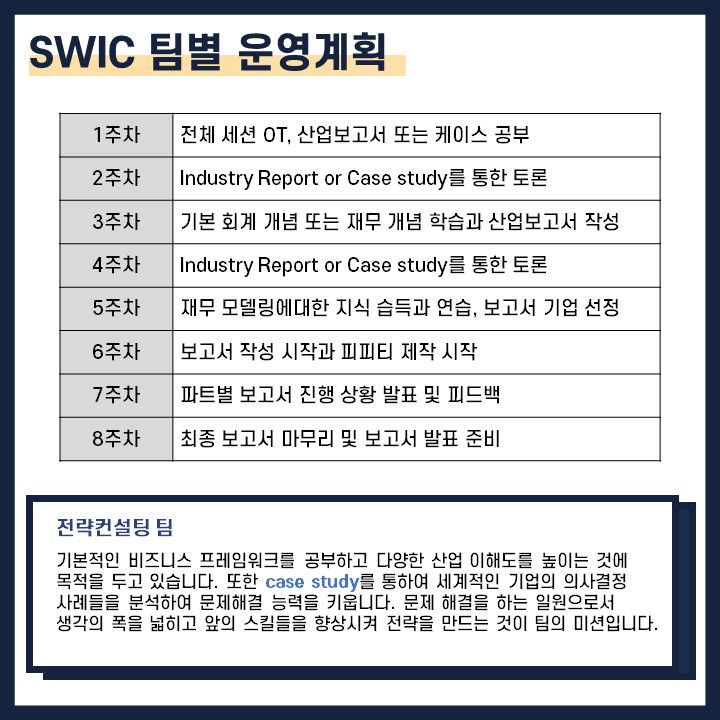 SWIC 팀별 운영계획
1주차 전체 세션 OT, 산업보고서 또는 케이스 공부
2주차 Industry Report or Case study를 통한 토론
3주차 기본 회계 개념 또는 재무 개념 학습과 산업보고서 작성
4주차 Industry Report or Case study를 통한 토론
5주차 재무 모델링에대한 지식 습득과 연습, 보고서 기업 선정
6주차 보고서 작성 시작과 피피티 제작 시작
7주차 파트별 보고서 진행 상황 발표 및 피드백
8주차 최종 보고서 마무리 및 보고서 발표 준비
전략컨설팅 팀
기본적인 비즈니스 프레임워크를 공부하고 다양한 산업 이해도를 높이는 것에
목적을 두고 있습니다. 또한 case study를 통하여 세계적인 기업의 의사결정
사례들을 분석하여 문제해결 능력을 키웁니다. 문제 해결을 하는 일원으로서
생각의 폭을 넓히고 앞의 스킬들을 향상시켜 전략을 만드는 것이 팀의 미션입니다.